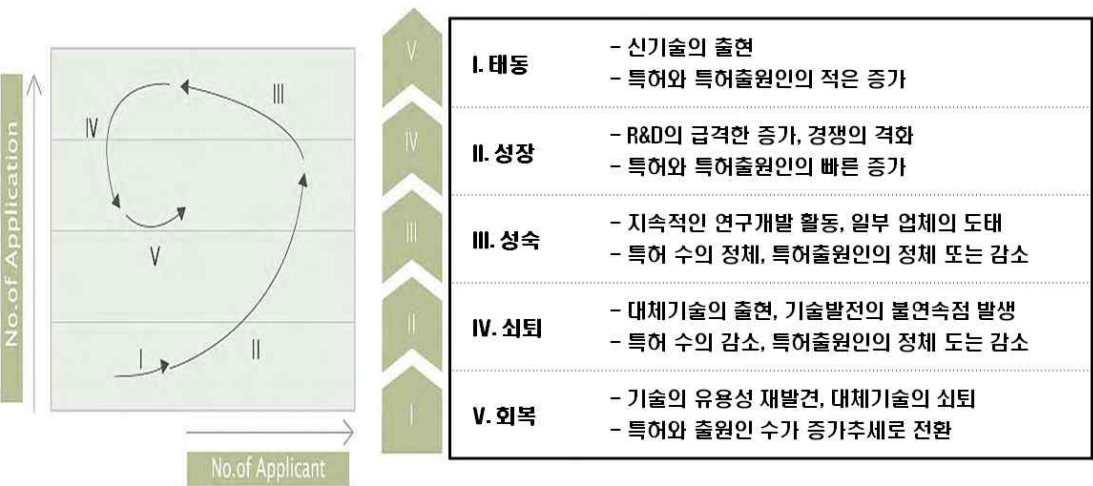 No.of Application
I
II
III
IV
V
No.of Applicant
V
IV
III
II
I
I. 태동
- 신기술의 출현
- 특허와 특허출원인의 적은 증가
II. 성장
- R&D의 급격한 증가, 경쟁의 격화
- 특허와 특허출원인의 빠른 증가
III. 성숙
- 지속적인 연구개발 활동, 일부 업체의 도태
- 특허 수의 정체, 특허출원인의 정체 또는 감소
IV. 쇠퇴
- 대체기술의 출현, 기술발전의 불연속점 발생
- 특허 수의 감소, 특허출원인의 정체 도는 감소
V. 회복
- 기술의 유용성 재발견, 대체기술의 쇠퇴
- 특허와 출원인 수가 증가추세로 전환